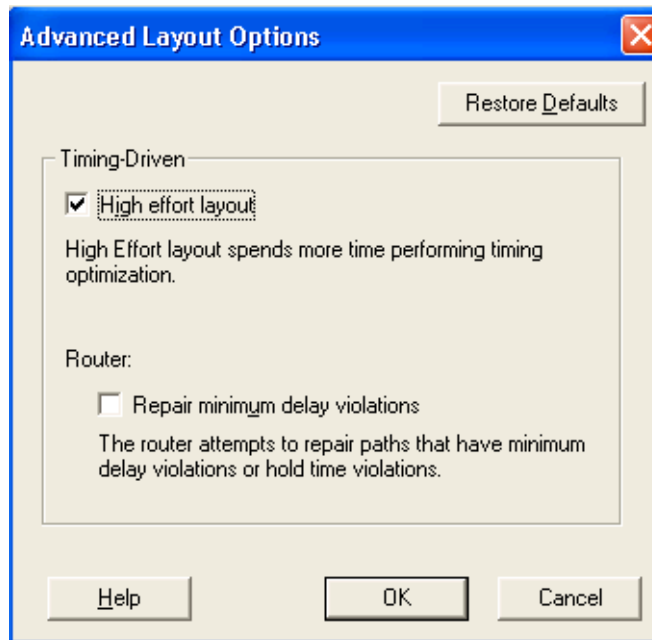 Advanced Layout Options
Restore Defaults
Timing-Driven
High effort layout
High Effort layout spends more time performing timing
optimization.
Router:
Repair minimum delay violations
The router attempts to repair paths that have minimum
delay violations or hold time violations.
Help
OK
Cancel